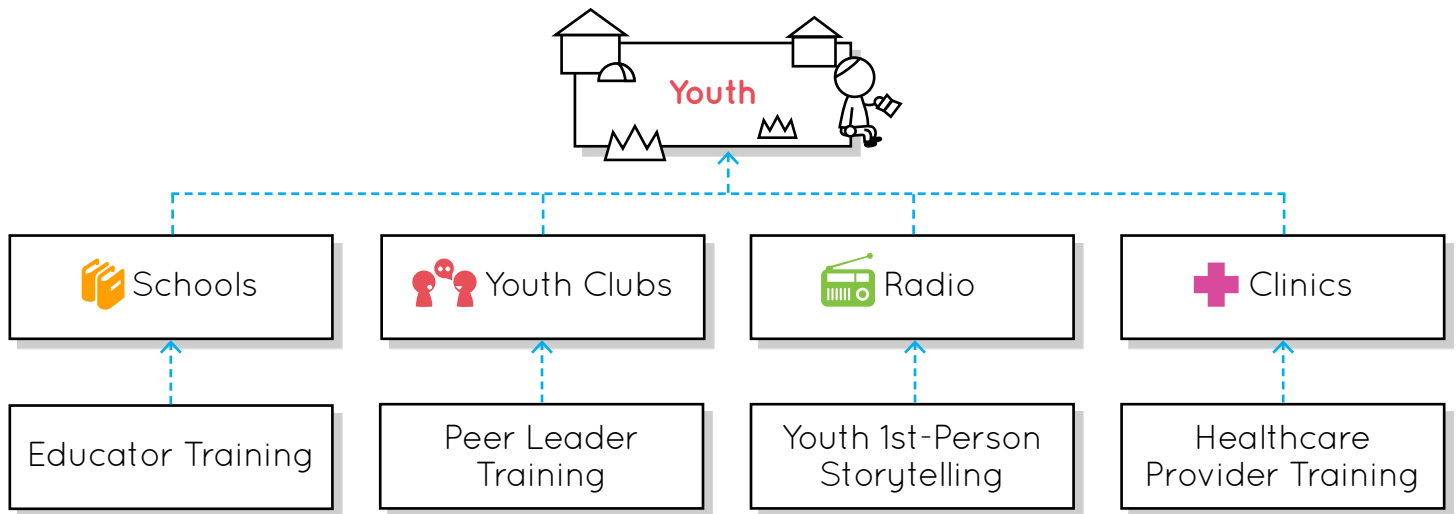 Youth
Schools
Youth Clubs
Radio
Clinics
Educator Training
Peer Leader
Training
Youth 1st-Person
Storytelling
Healthcare
Provider Training